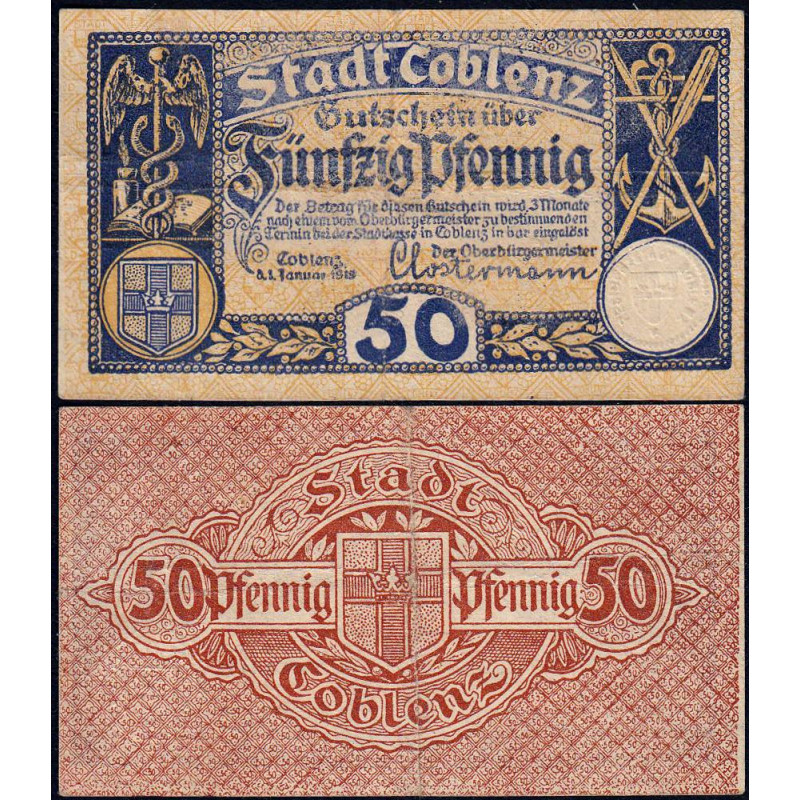 Stadt Coblenz
Gutschein über
Fünfzig Pfennig
Der Betrag für diesen Gutschein wird 3 Monate
nach einem vom Oberbürgermeister zu bestimmenden
Termin bei der Stadtkasse in Coblenz in bar eingelöst
Coblenz,
d.1. Januar 1918
Der Oberbürgermeister
Clostermann
50
Stadt
50 Pfennig Pfennig 50
Coblenz